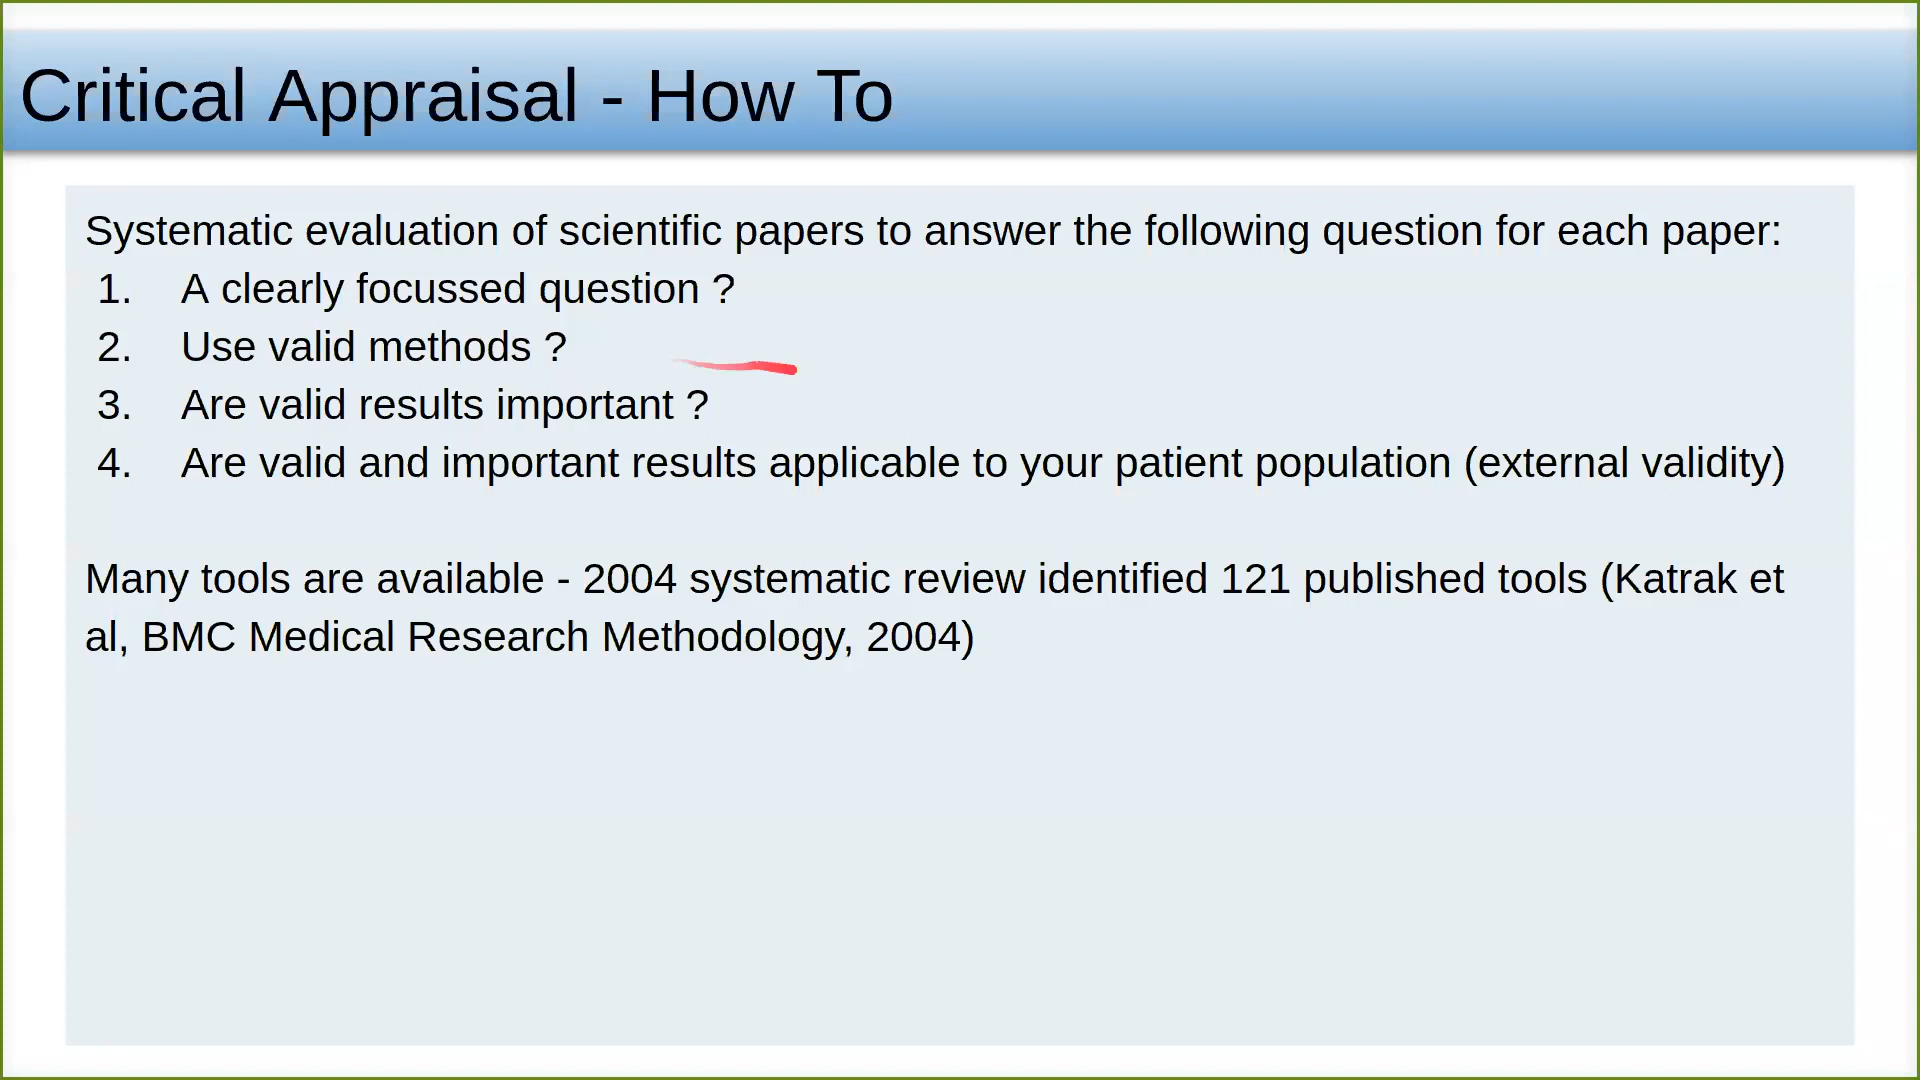 Critical Appraisal - How To
Systematic evaluation of scientific papers to answer the following question for each paper:
1. A clearly focussed question ?
2. Use valid methods ?
3. Are valid results important ?
4. Are valid and important results applicable to your patient population (external validity)
Many tools are available - 2004 systematic review identified 121 published tools (Katrak et
al, BMC Medical Research Methodology, 2004)